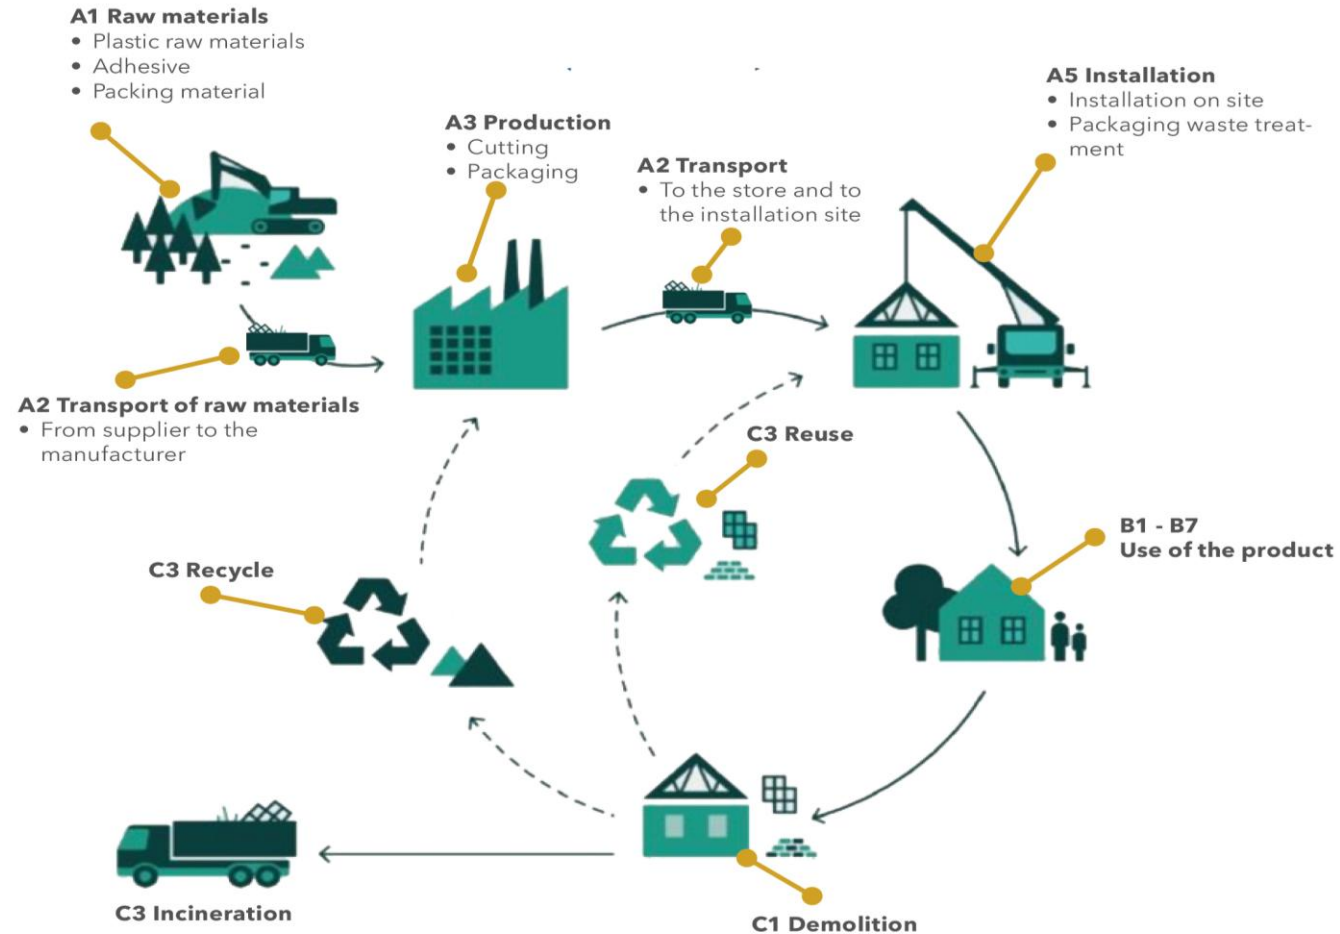 A1 Raw materials
• Plastic raw materials
• Adhesive
• Packing material
A3 Production
• Cutting
• Packaging
A2 Transport
• To the store and to
the installation site
A5 Installation
• Installation on site
• Packaging waste treat-
ment
A2 Transport of raw materials
• From supplier to the
manufacturer
C3 Reuse
B1 - B7
Use of the product
C3 Recycle
C3 Incineration
C1 Demolition